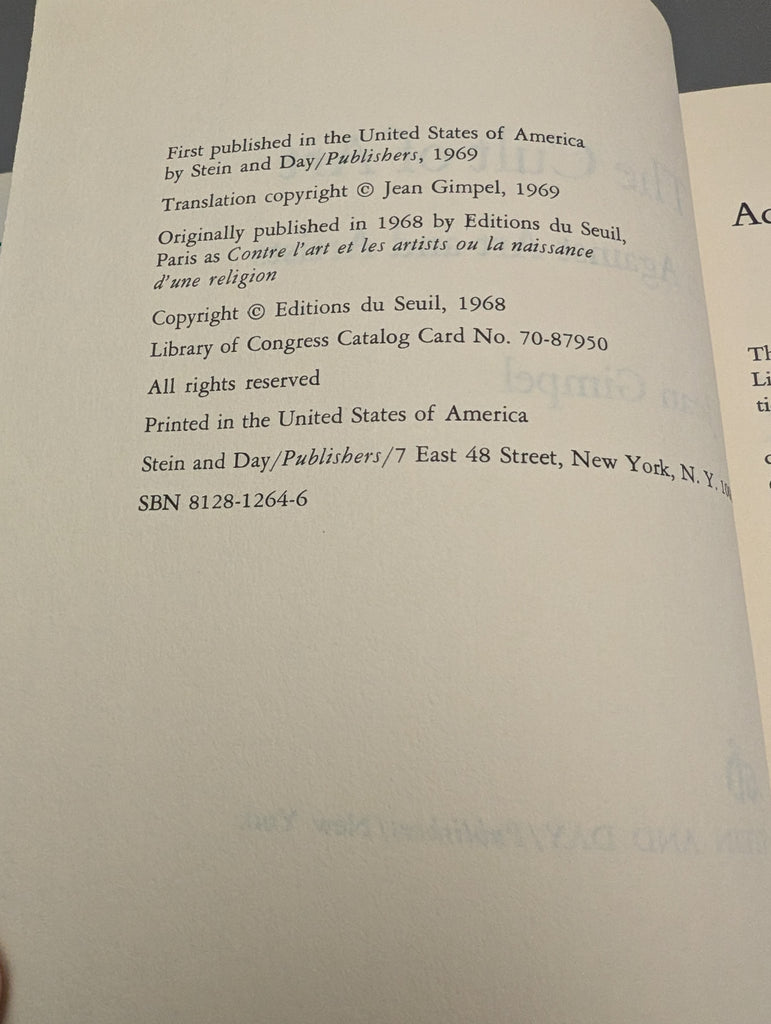 First published in the United States of America
by Stein and Day/Publishers, 1969
Translation copyright © Jean Gimpel, 1969
Originally published in 1968 by Editions du Seuil,
Paris as Contre l'art et les artists ou la naissance
d'une religion
Copyright © Editions du Seuil, 1968
Library of Congress Catalog Card No. 70-87950
All rights reserved
Printed in the United States of America
Stein and Day/Publishers/7 East 48 Street, New York, N. Y.
SBN 8128-1264-6